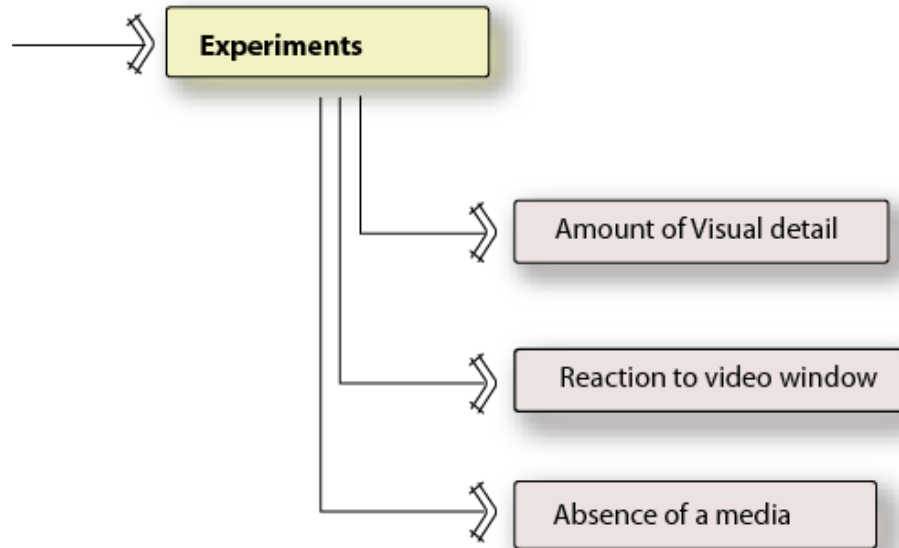 Experiments
Amount of Visual detail
Reaction to video window
Absence of a media